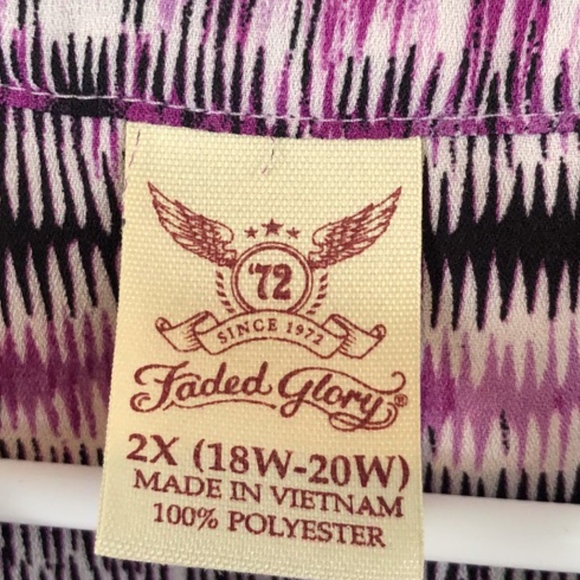 '72
SINCE 1972
Faded Glory®
2X (18W-20W)
MADE IN VIETNAM
100% POLYESTER